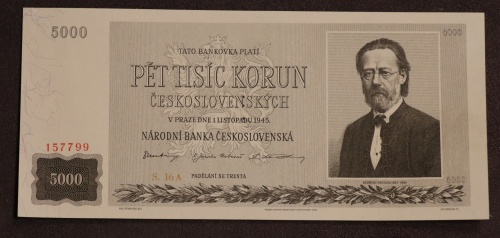 5000
5000
TATO BANKOVKA PLATÍ
PĚT TISÍC KORUN
ČESKOSLOVENSKÝCH
V PRAZE DNE 1. LISTOPADU 1945.
NÁRODNÍ BANKA ČESKOSLOVENSKÁ
157799
5000
S. 16 A
PADĚLÁNÍ SE TRESTÁ
5000